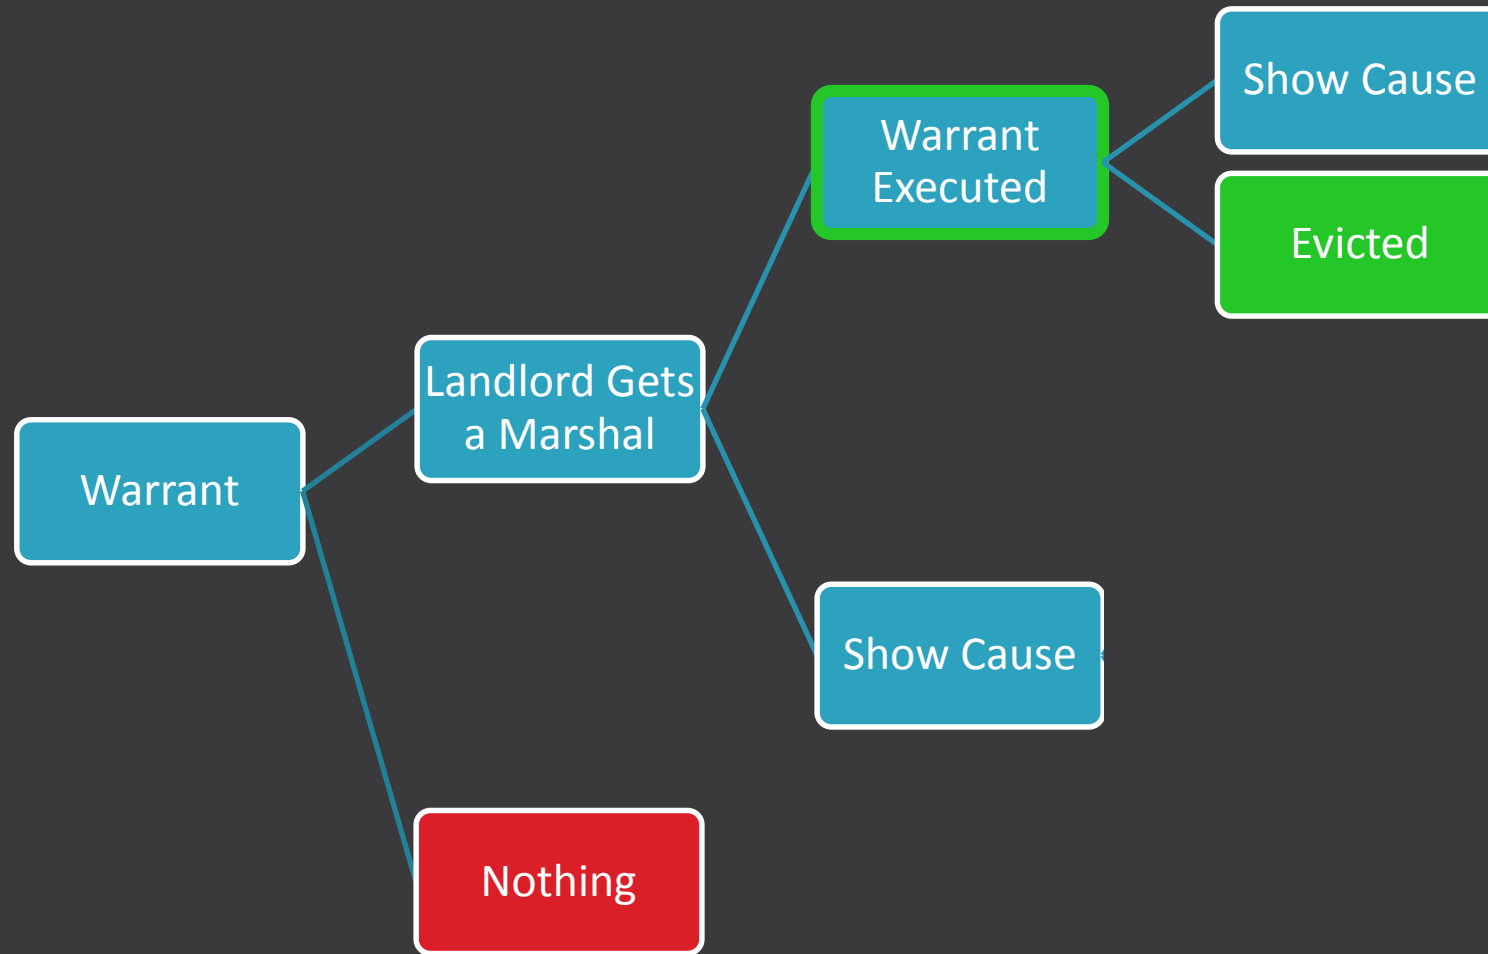 Warrant
Landlord Gets
a Marshal
Warrant
Executed
Show Cause
Evicted
Show Cause
Nothing